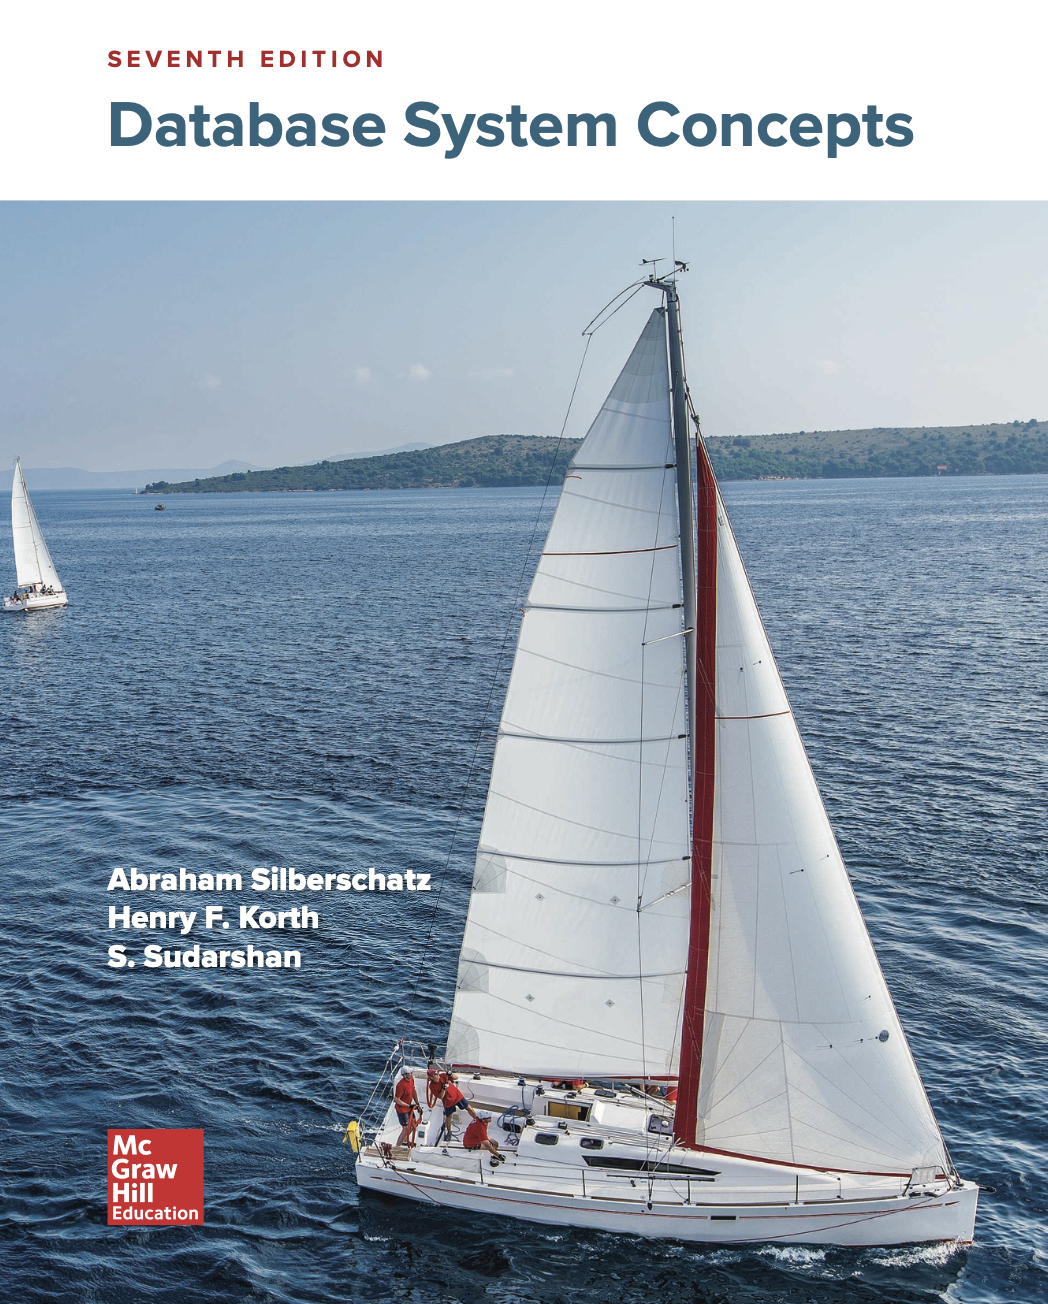 SEVENTH EDITION
Database System Concepts
Abraham Silberschatz
Henry F. Korth
S. Sudarshan
Mc
Graw
Hill
Education